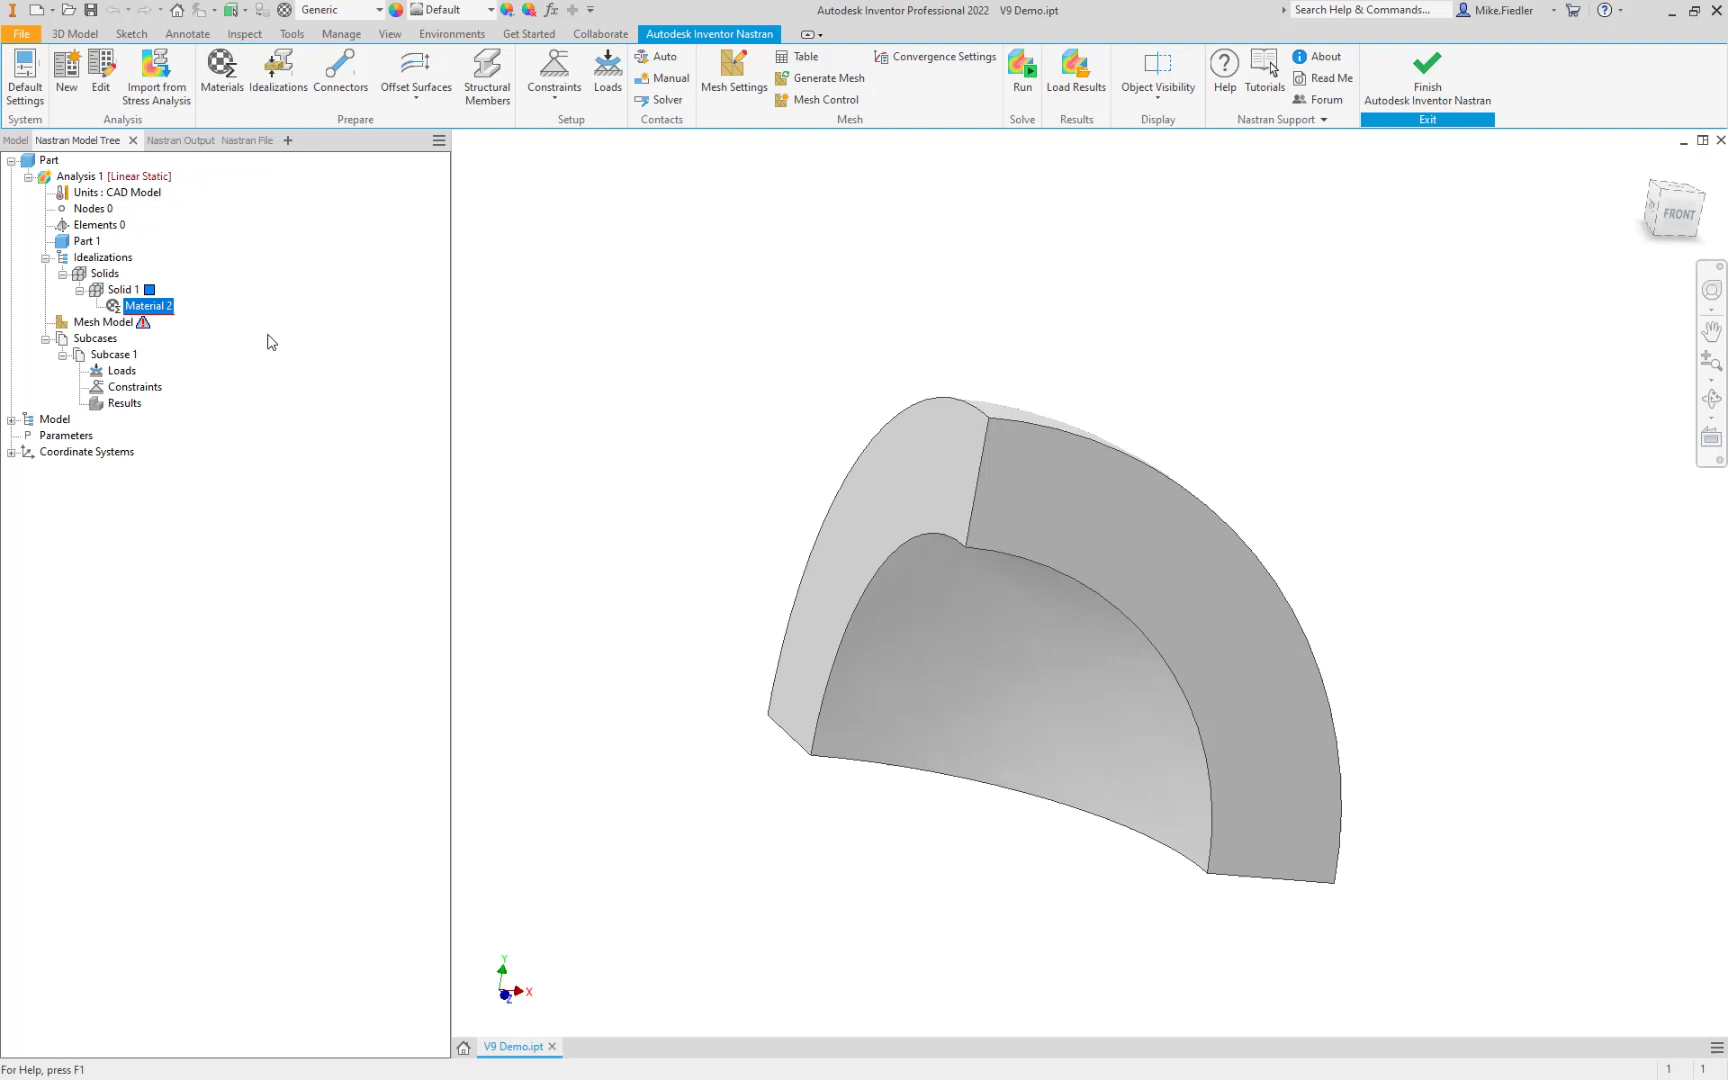 Generic
Default
Autodesk Inventor Professional 2022 V9 Demo.ipt
Search Help & Commands...
Mike.Fiedler
File 3D Model Sketch Annotate Inspect Tools Manage View Environments Get Started Collaborate Autodesk Inventor Nastran
Default Settings
New
Edit
Import from Stress Analysis
Materials
Idealizations
Connectors
Offset Surfaces
Structural Members
Constraints
Loads
Auto
Manual
Solver
Mesh Settings
Table
Generate Mesh
Mesh Control
Convergence Settings
Run
Load Results
Object Visibility
Help
Tutorials
About
Read Me
Forum
Finish
Autodesk Inventor Nastran
System Analysis Prepare Setup Contacts Mesh Solve Results Display Nastran Support Exit
Model Nastran Model Tree Nastran Output Nastran File
Part
Analysis 1 [Linear Static]
Units : CAD Model
Nodes 0
Elements 0
Part 1
Idealizations
Solids
Solid 1
Material 2
Mesh Model
Subcases
Subcase 1
Loads
Constraints
Results
Model
Parameters
Coordinate Systems
FRONT
Y
X
Z
V9 Demo.ipt
For Help, press F1
1 1